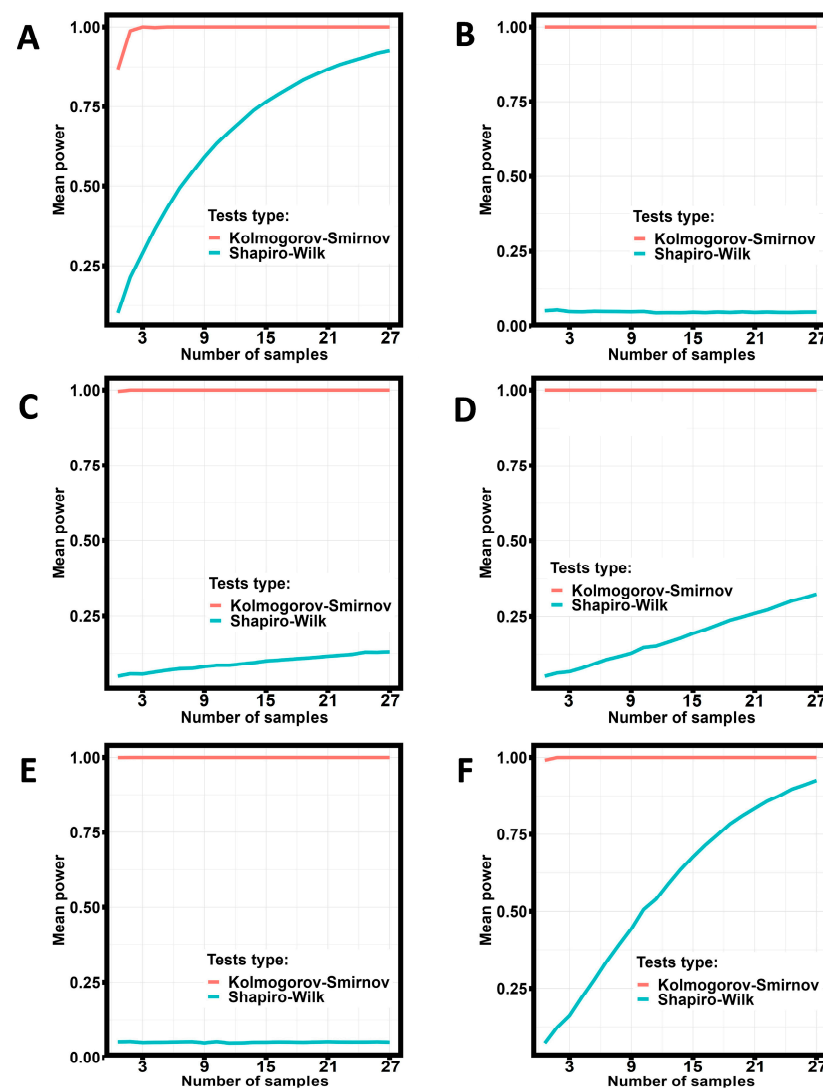 A
Mean power
1.00
0.75
0.50
0.25
Tests type:
Kolmogorov-Smirnov
Shapiro-Wilk
3 9 15 21 27
Number of samples
B
Mean power
1.00
0.75
0.50
0.25
0.00
Tests type:
Kolmogorov-Smirnov
Shapiro-Wilk
3 9 15 21 27
Number of samples
C
Mean power
1.00
0.75
0.50
0.25
Tests type:
Kolmogorov-Smirnov
Shapiro-Wilk
3 9 15 21 27
Number of samples
D
Mean power
1.00
0.75
0.50
0.25
Tests type:
Kolmogorov-Smirnov
Shapiro-Wilk
3 9 15 21 27
Number of samples
E
Mean power
1.00
0.75
0.50
0.25
0.00
Tests type:
Kolmogorov-Smirnov
Shapiro-Wilk
3 9 15 21 27
Number of samples
F
Mean power
1.00
0.75
0.50
0.25
Tests type:
Kolmogorov-Smirnov
Shapiro-Wilk
3 9 15 21 27
Number of samples